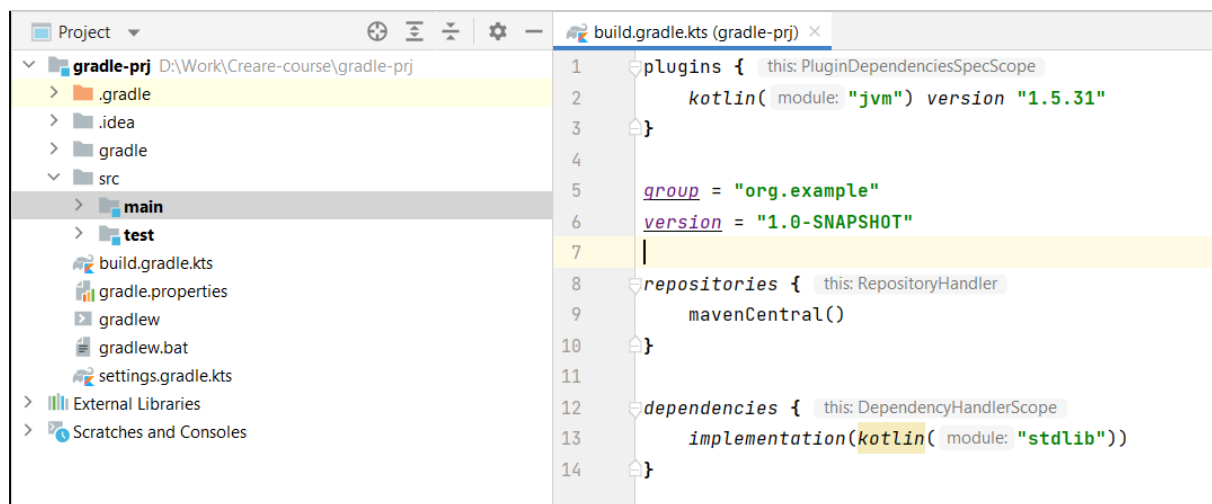 Project
gradle-prj D:\Work\Creare-course\gradle-prj
.gradle
.idea
gradle
src
main
test
build.gradle.kts
gradle.properties
gradlew
gradlew.bat
settings.gradle.kts
External Libraries
Scratches and Consoles
build.gradle.kts (gradle-prj)
1 plugins { this: PluginDependenciesSpecScope
2 kotlin( module: "jvm") version "1.5.31"
3 }
4
5 group = "org.example"
6 version = "1.0-SNAPSHOT"
7
8 repositories { this: RepositoryHandler
9 mavenCentral()
10 }
11
12 dependencies { this: DependencyHandlerScope
13 implementation(kotlin( module: "stdlib"))
14 }